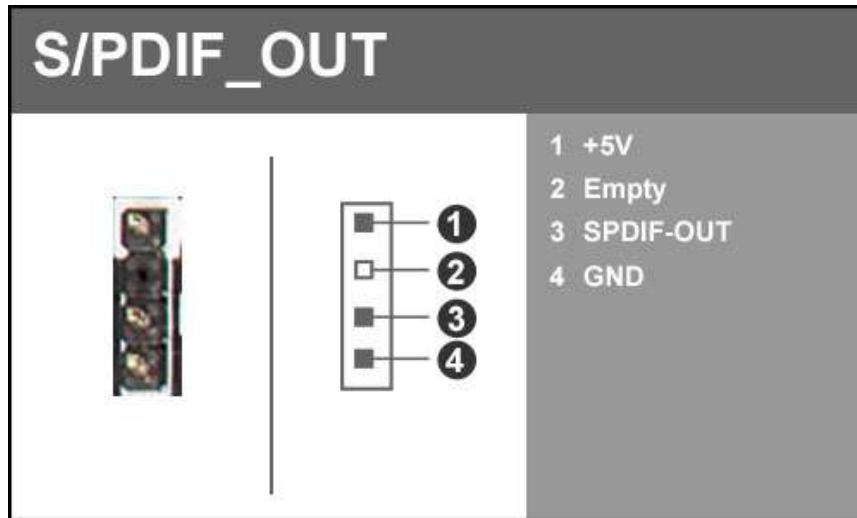 S/PDIF_OUT
1
2
3
4
1 +5V
2 Empty
3 SPDIF-OUT
4 GND